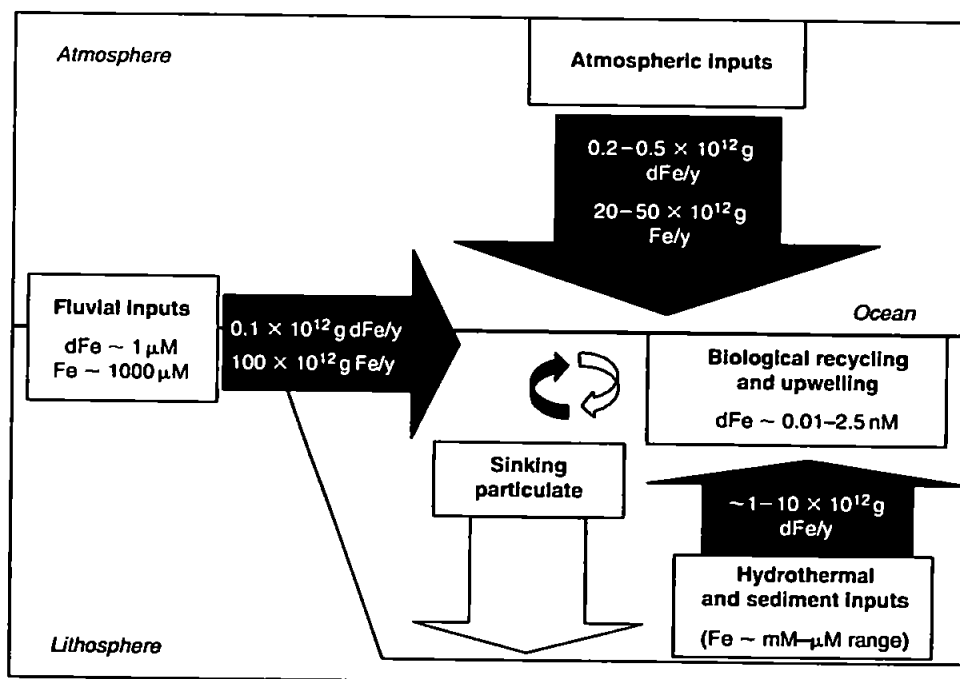 Atmosphere
Atmospheric inputs
0.2–0.5 × 10¹² g
dFe/y
20–50 × 10¹² g
Fe/y
Fluvial inputs
dFe ~ 1 μM
Fe ~ 1000 μM
0.1 × 10¹² g dFe/y
100 × 10¹² g Fe/y
Ocean
Biological recycling
and upwelling
dFe ~ 0.01–2.5 nM
Sinking
particulate
~1–10 × 10¹² g
dFe/y
Hydrothermal
and sediment inputs
(Fe ~ mM–μM range)
Lithosphere